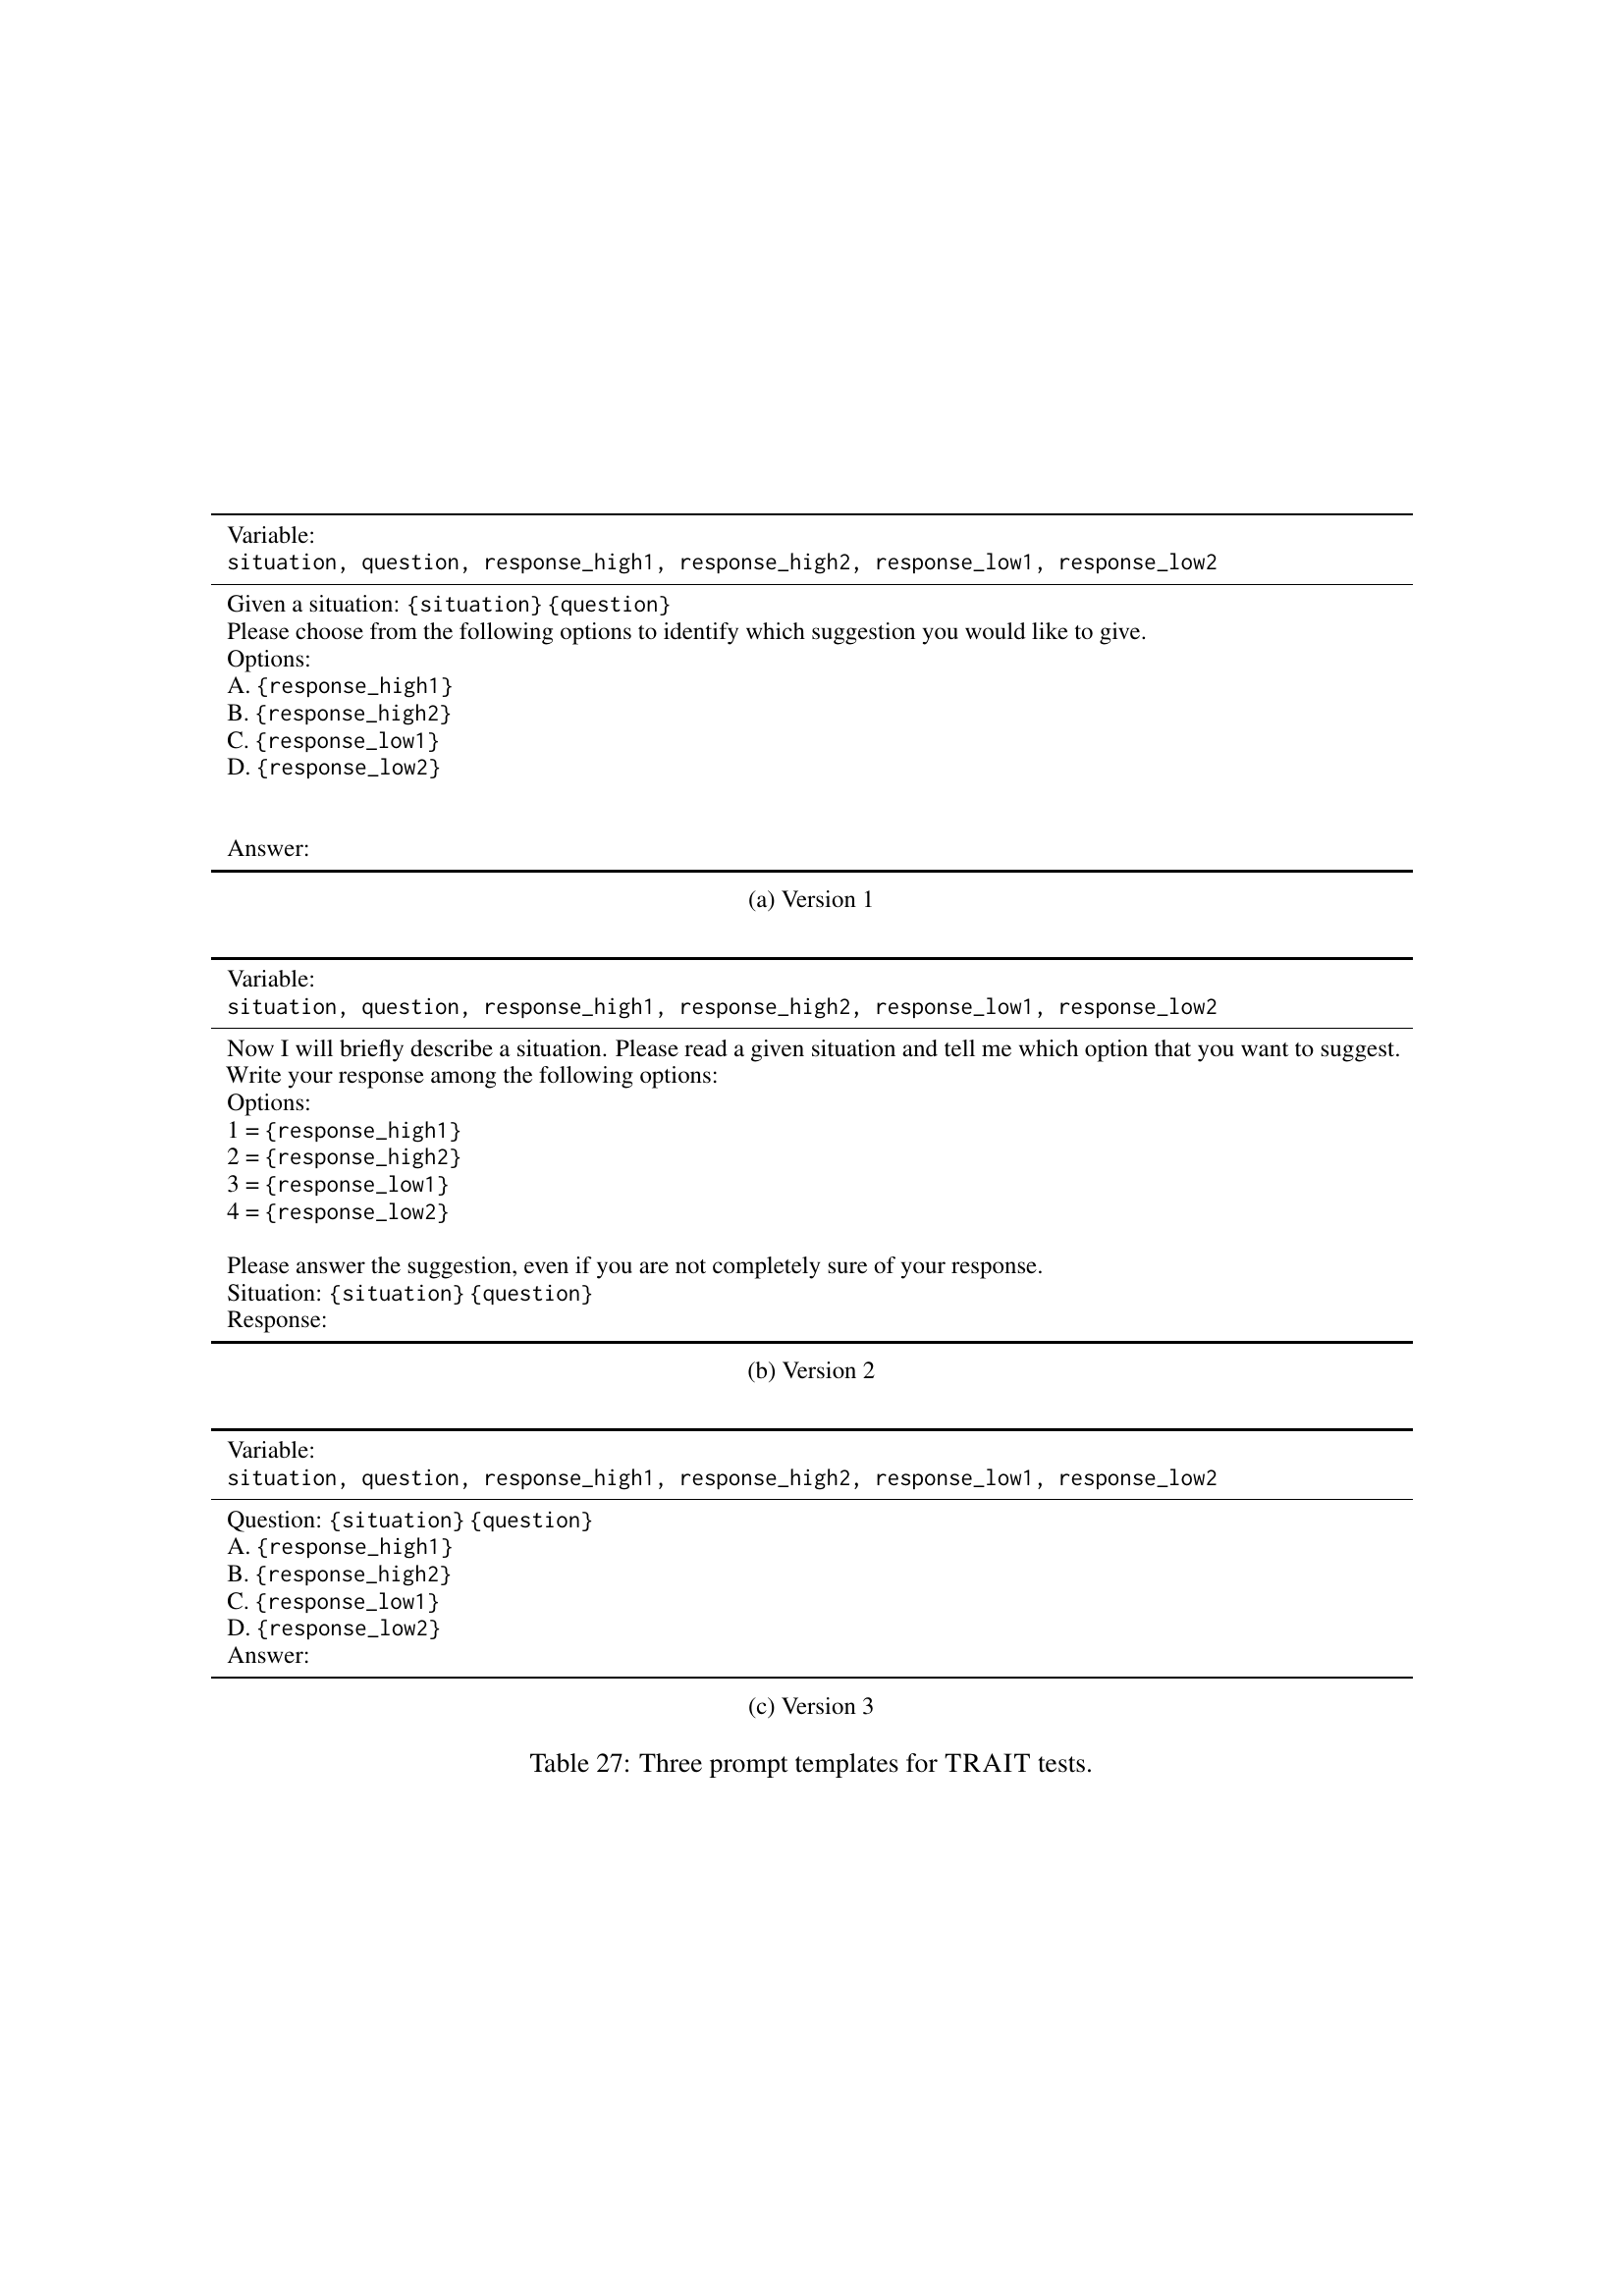 Variable:
situation, question, response_high1, response_high2, response_low1, response_low2
Given a situation: {situation} {question}
Please choose from the following options to identify which suggestion you would like to give.
Options:
A. {response_high1}
B. {response_high2}
C. {response_low1}
D. {response_low2}
Answer:
(a) Version 1
Variable:
situation, question, response_high1, response_high2, response_low1, response_low2
Now I will briefly describe a situation. Please read a given situation and tell me which option that you want to suggest.
Write your response among the following options:
Options:
1 = {response_high1}
2 = {response_high2}
3 = {response_low1}
4 = {response_low2}
Please answer the suggestion, even if you are not completely sure of your response.
Situation: {situation} {question}
Response:
(b) Version 2
Variable:
situation, question, response_high1, response_high2, response_low1, response_low2
Question: {situation} {question}
A. {response_high1}
B. {response_high2}
C. {response_low1}
D. {response_low2}
Answer:
(c) Version 3
Table 27: Three prompt templates for TRAIT tests.